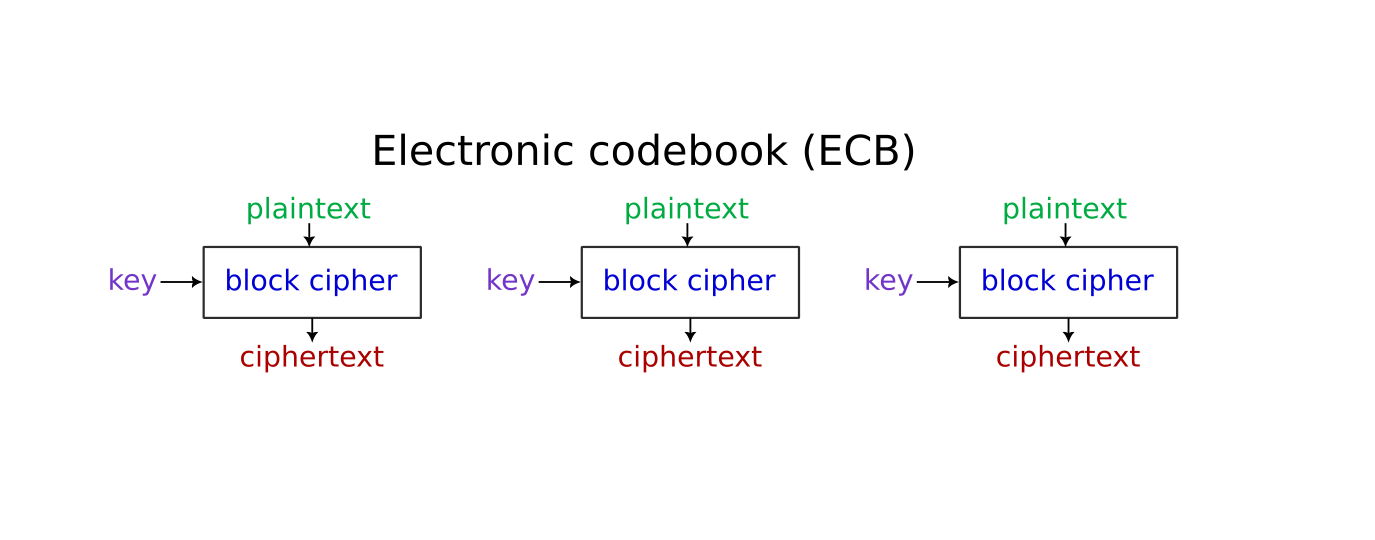 Electronic codebook (ECB)
plaintext plaintext plaintext
key block cipher key block cipher key block cipher
ciphertext ciphertext ciphertext